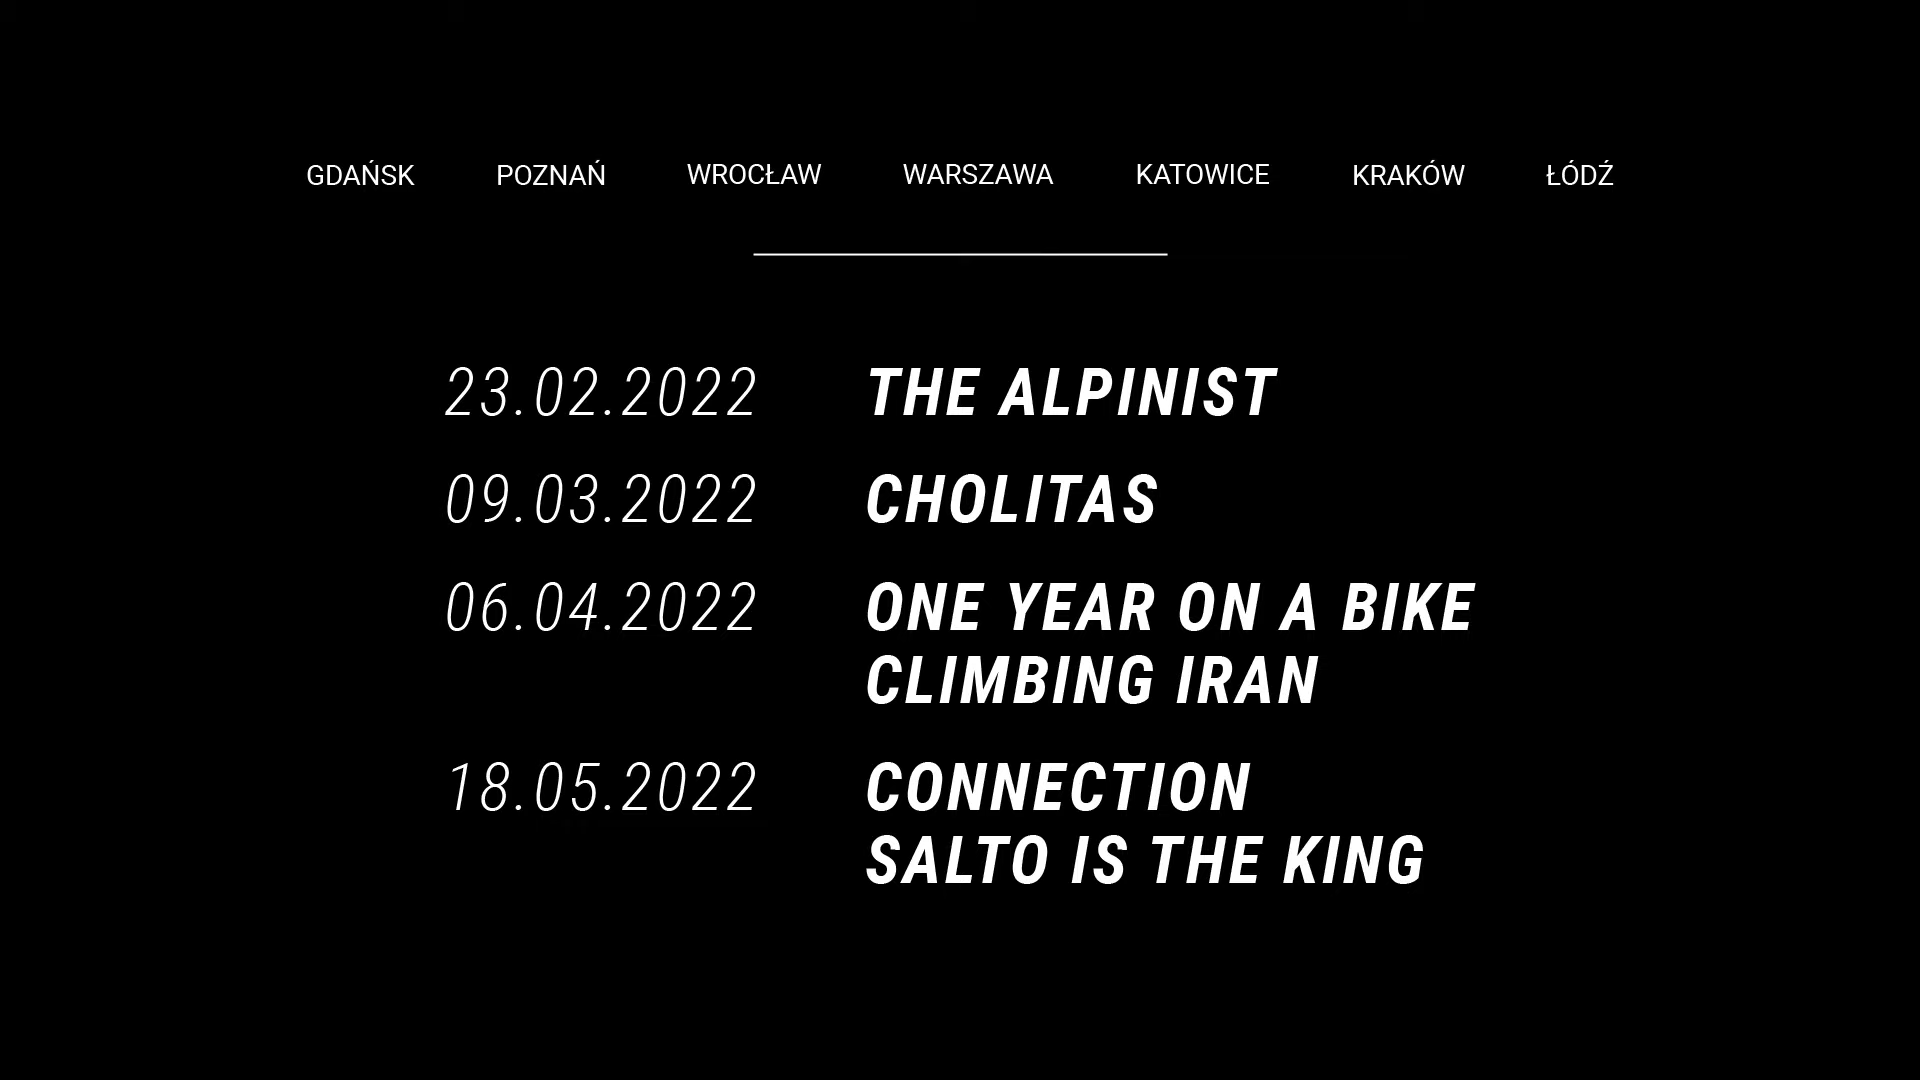 GDAŃSK POZNAŃ WROCŁAW WARSZAWA KATOWICE KRAKÓW ŁÓDŹ
23.02.2022 THE ALPINIST
09.03.2022 CHOLITAS
06.04.2022 ONE YEAR ON A BIKE
CLIMBING IRAN
18.05.2022 CONNECTION
SALTO IS THE KING